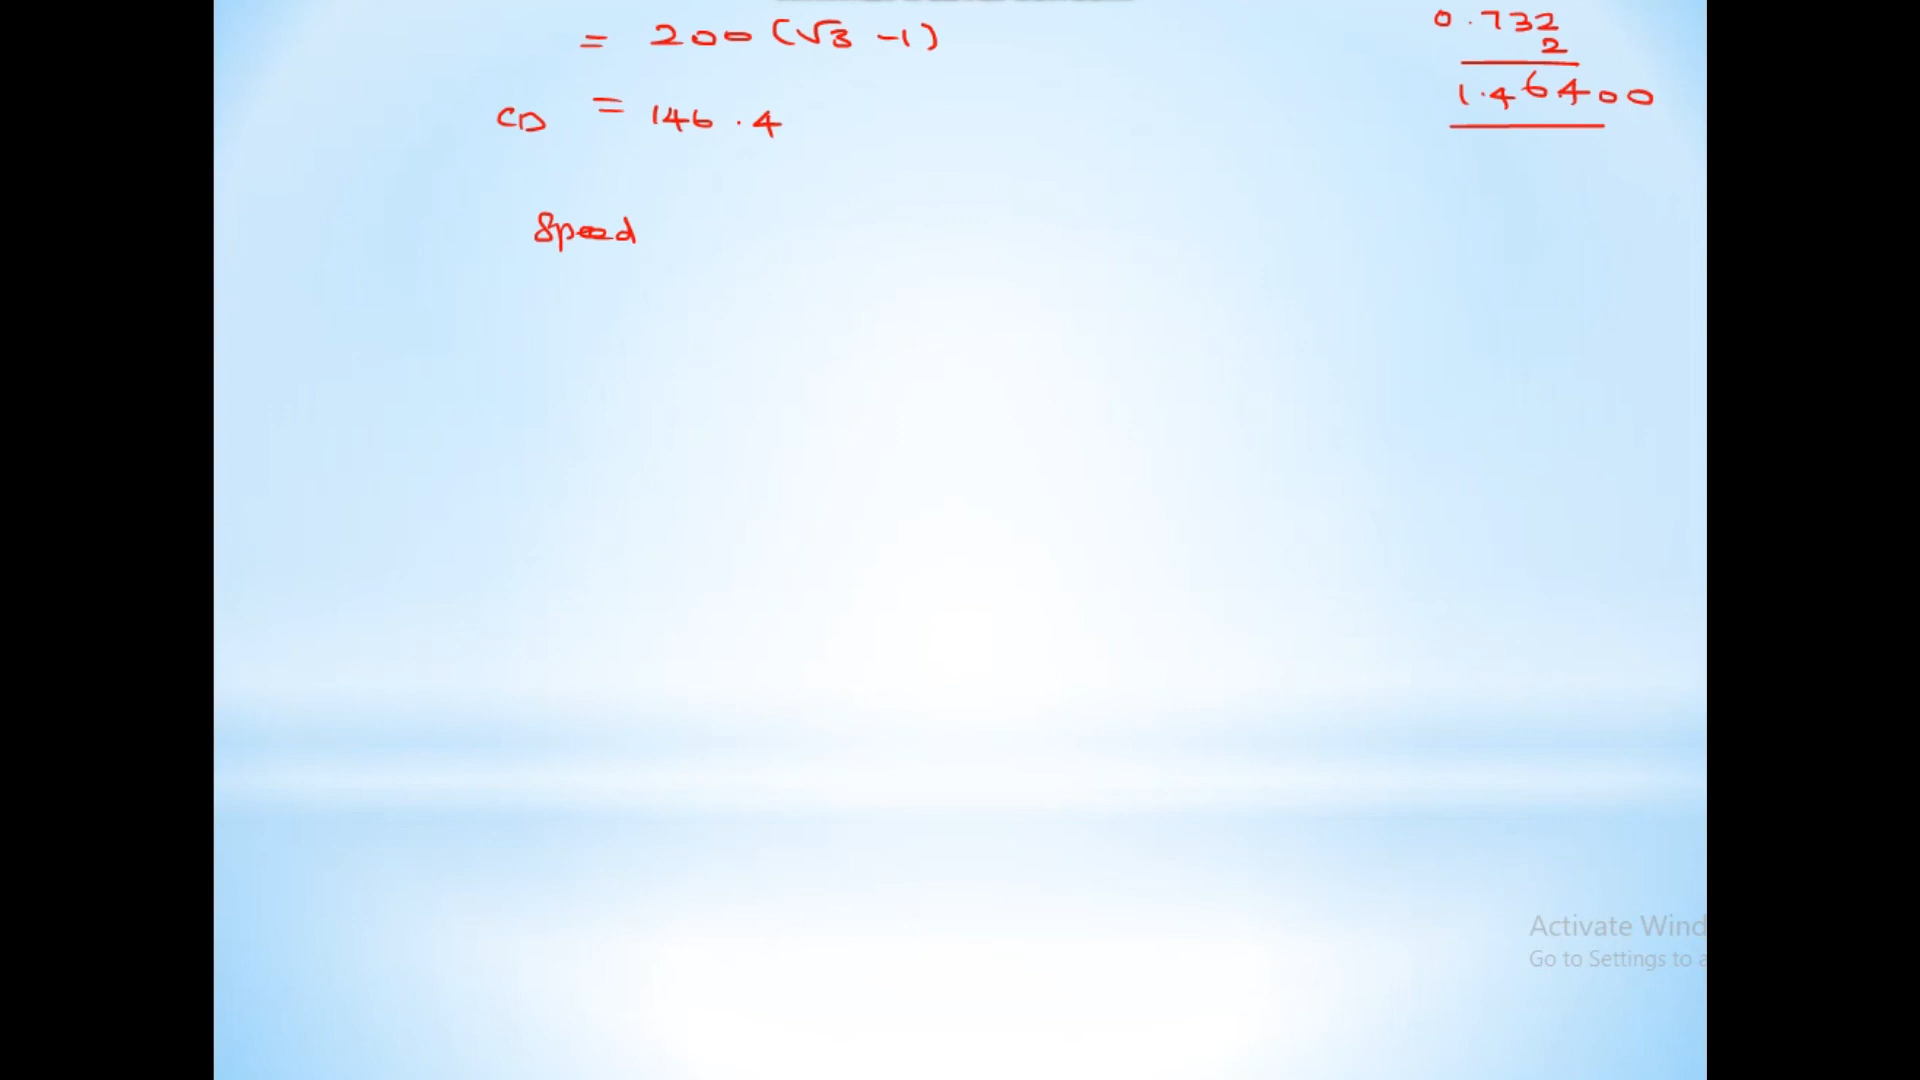 = 200 (√3 -1)
CD = 146.4
Speed
0.732
2
1.46400
Activate Wind
Go to Settings to a